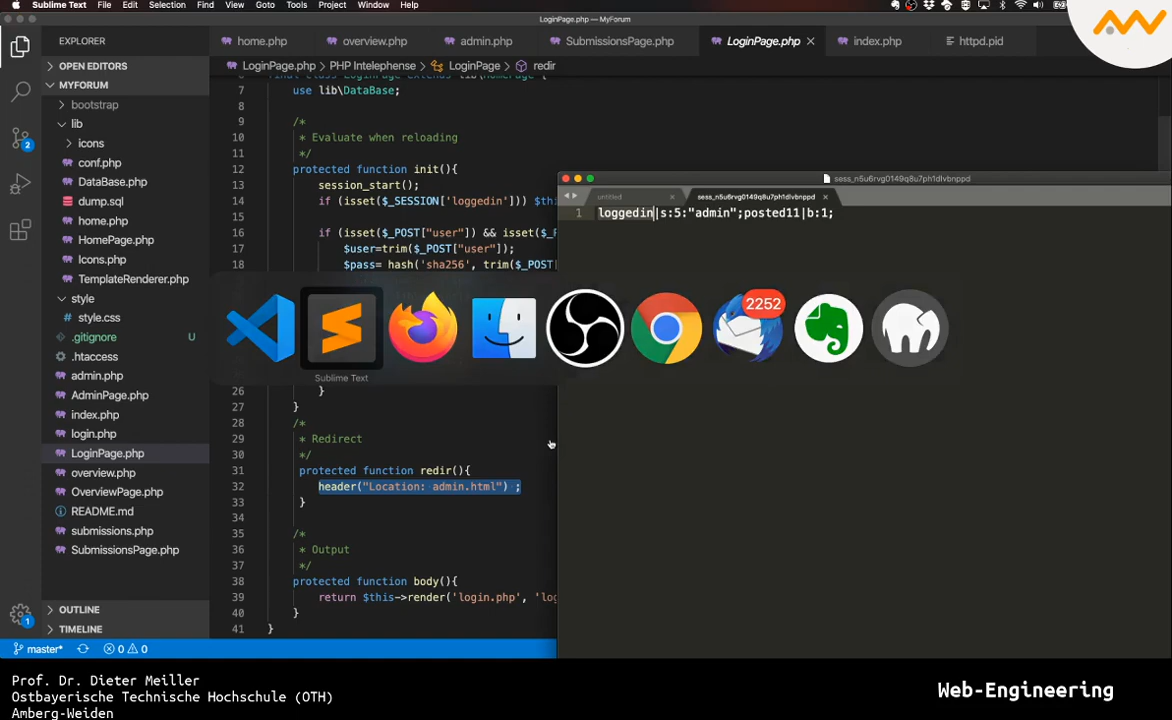 Sublime Text File Edit Selection Find View Goto Tools Project Window Help
LoginPage.php — MyForum
EXPLORER
home.php overview.php admin.php SubmissionsPage.php LoginPage.php index.php httpd.pid
OPEN EDITORS
LoginPage.php › PHP Intelephense › LoginPage › redir
MYFORUM
bootstrap
lib
icons
conf.php
DataBase.php
dump.sql
home.php
HomePage.php
Icons.php
TemplateRenderer.php
style
style.css
.gitignore U
.htaccess
admin.php
AdminPage.php
index.php
login.php
LoginPage.php
overview.php
OverviewPage.php
README.md
submissions.php
SubmissionsPage.php
OUTLINE
TIMELINE
2
1
7 use lib\DataBase;
8
9 /*
10 * Evaluate when reloading
11 */
12 protected function init(){
13 session_start();
14 if (isset($_SESSION['loggedin'])) $th
15
16 if (isset($_POST["user"]) && isset($_
17 $user=trim($_POST["user"]);
18 $pass= hash('sha256', trim($_POST[
26 }
27 }
28 /*
29 * Redirect
30 */
31 protected function redir(){
32 header("Location: admin.html") ;
33 }
34
35 /*
36 * Output
37 */
38 protected function body(){
39 return $this->render('login.php', 'log
40 }
41 }
sess_n5u6rvg0149q8u7ph1dlvbnppd
untitled sess_n5u6rvg0149q8u7ph1dlvbnppd
1 loggedin|s:5:"admin";posted11|b:1;
2252
Sublime Text
master* 0 0
Prof. Dr. Dieter Meiller
Ostbayerische Technische Hochschule (OTH)
Amberg-Weiden
Web-Engineering